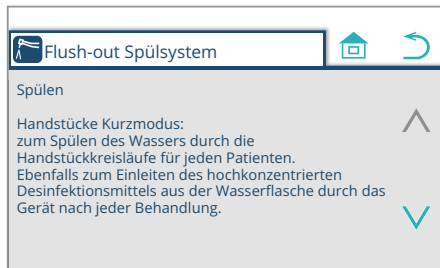 Flush-out Spülsystem
Spülen
Handstücke Kurzmodus:
zum Spülen des Wassers durch die
Handstückkreisläufe für jeden Patienten.
Ebenfalls zum Einleiten des hochkonzentrierten
Desinfektionsmittels aus der Wasserflasche durch das
Gerät nach jeder Behandlung.